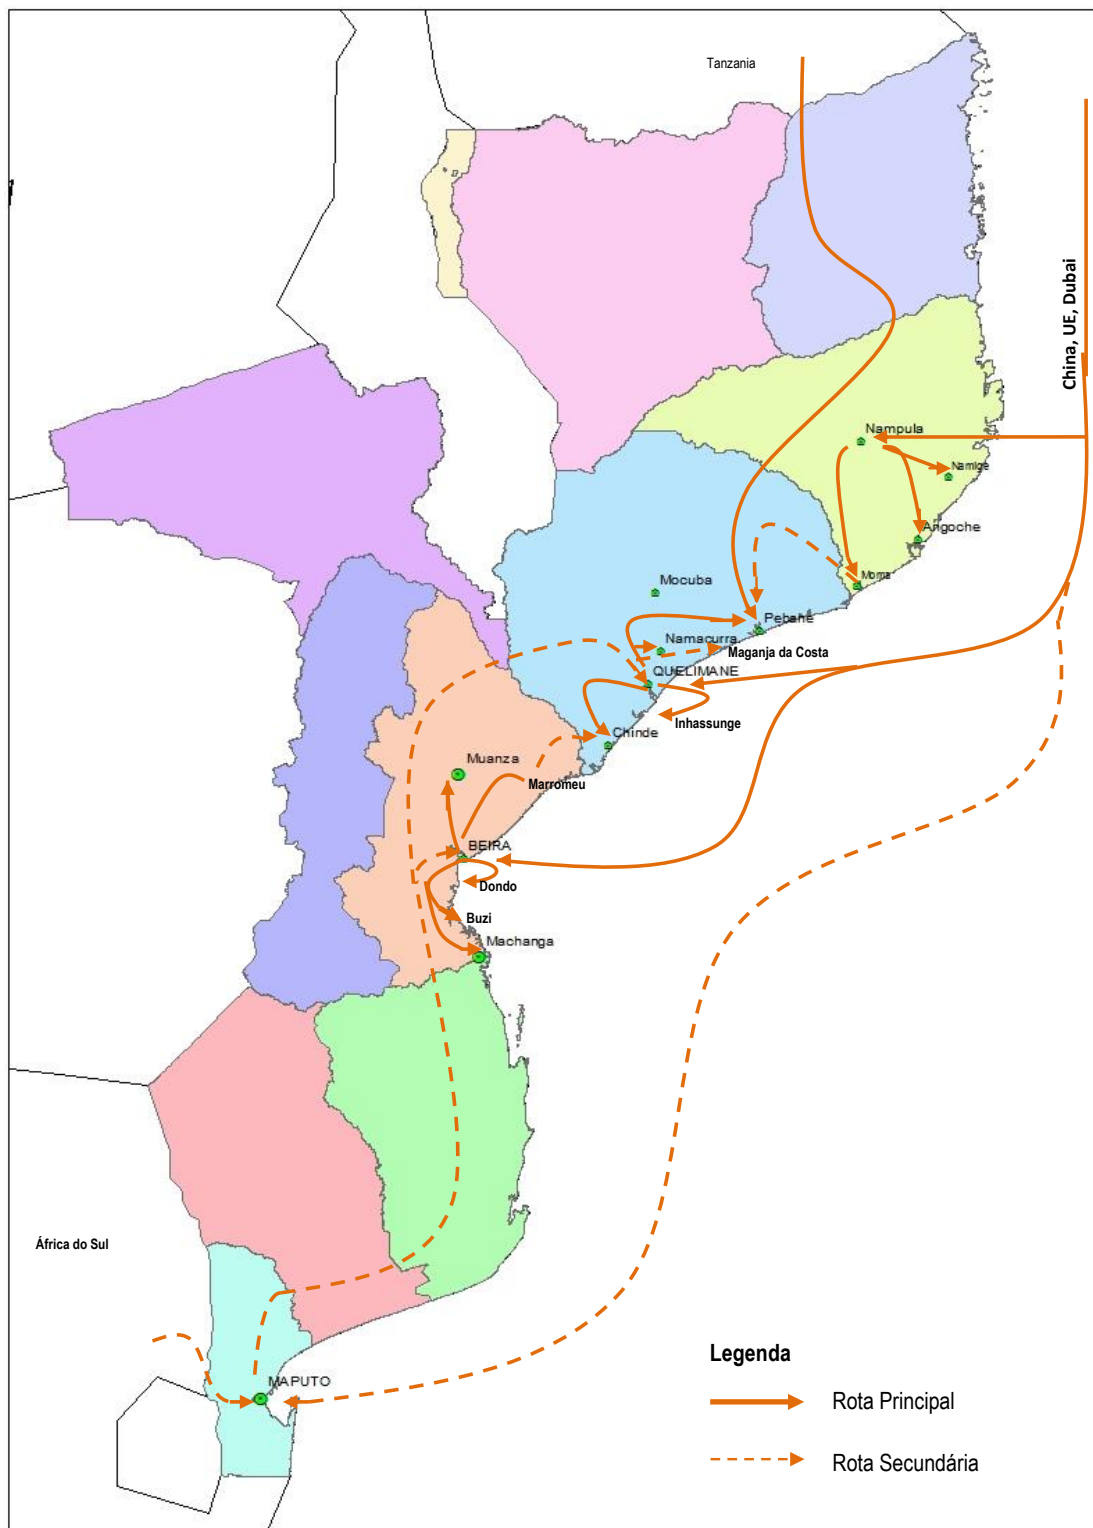 Tanzania
China, UE, Dubai
Nampula
Namige
Angoche
Moma
Mocuba
Pebane
Namacurra
Maganja da Costa
QUELIMANE
Inhassunge
Chinde
Muanza
Marromeu
BEIRA
Dondo
Buzi
Machanga
África do Sul
MAPUTO
Legenda
Rota Principal
Rota Secundária